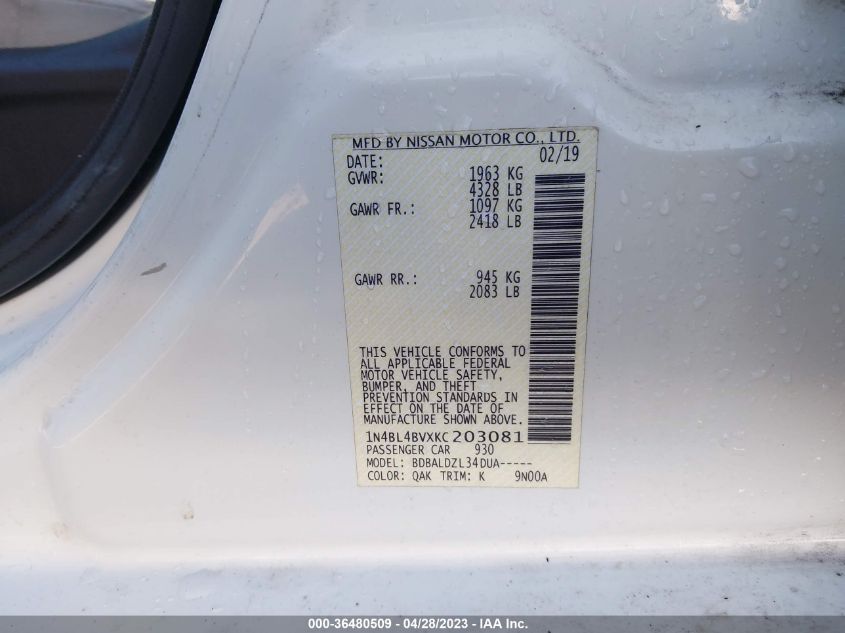 MFD BY NISSAN MOTOR CO., LTD.
DATE: 02/19
GVWR: 1963 KG
4328 LB
GAWR FR.: 1097 KG
2418 LB
GAWR RR.: 945 KG
2083 LB
THIS VEHICLE CONFORMS TO
ALL APPLICABLE FEDERAL
MOTOR VEHICLE SAFETY,
BUMPER, AND THEFT
PREVENTION STANDARDS IN
EFFECT ON THE DATE OF
MANUFACTURE SHOWN ABOVE.
1N4BL4BVXKC203081
PASSENGER CAR 930
MODEL: BDBALDZL34DUA-----
COLOR: QAK TRIM: K 9N00A
000-36480509 - 04/28/2023 - IAA Inc.